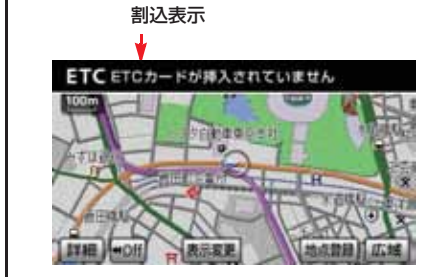 割込表示
ETC ETCカードが挿入されていません
100m
詳細
Off
表示変更
地点登録
広域